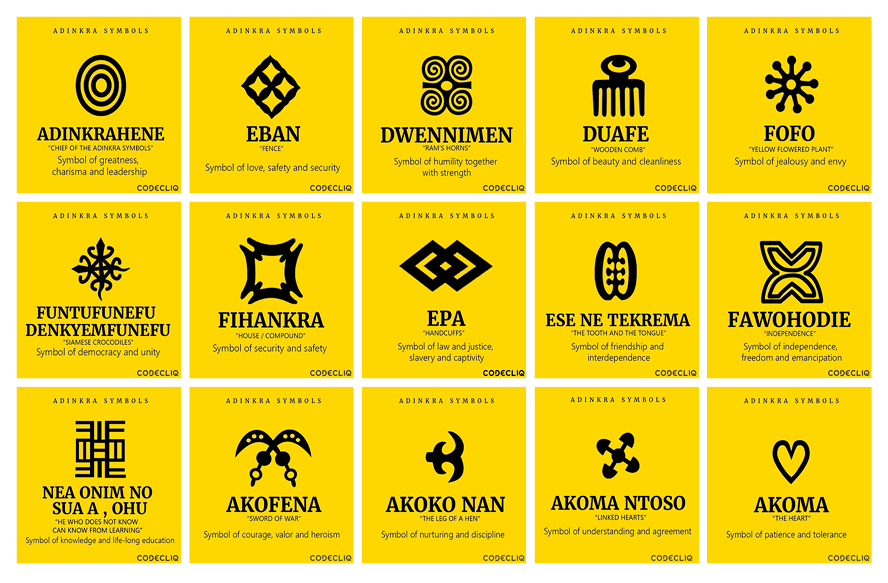 ADINKRA SYMBOLS
ADINKRAHENE
"CHIEF OF THE ADINKRA SYMBOLS"
Symbol of greatness,
charisma and leadership
CODECLIQ
ADINKRA SYMBOLS
EBAN
"FENCE"
Symbol of love, safety and security
CODECLIQ
ADINKRA SYMBOLS
DWENNIMEN
"RAM'S HORNS"
Symbol of humility together
with strength
CODECLIQ
ADINKRA SYMBOLS
DUAFE
"WOODEN COMB"
Symbol of beauty and cleanliness
CODECLIQ
ADINKRA SYMBOLS
FOFO
"YELLOW FLOWERED PLANT"
Symbol of jealousy and envy
CODECLIQ
ADINKRA SYMBOLS
FUNTUFUNEFU
DENKYEMFUNEFU
"SIAMESE CROCODILES"
Symbol of democracy and unity
CODECLIQ
ADINKRA SYMBOLS
FIHANKRA
"HOUSE / COMPOUND"
Symbol of security and safety
CODECLIQ
ADINKRA SYMBOLS
EPA
"HANDCUFFS"
Symbol of law and justice,
slavery and captivity
CODECLIQ
ADINKRA SYMBOLS
ESE NE TEKREMA
"THE TOOTH AND THE TONGUE"
Symbol of friendship and
interdependence
CODECLIQ
ADINKRA SYMBOLS
FAWOHODIE
"INDEPENDENCE"
Symbol of independence,
freedom and emancipation
CODECLIQ
ADINKRA SYMBOLS
NEA ONIM NO
SUA A , OHU
"HE WHO DOES NOT KNOW
CAN KNOW FROM LEARNING"
Symbol of knowledge and life-long education
CODECLIQ
ADINKRA SYMBOLS
AKOFENA
"SWORD OF WAR"
Symbol of courage, valor and heroism
CODECLIQ
ADINKRA SYMBOLS
AKOKO NAN
"THE LEG OF A HEN"
Symbol of nurturing and discipline
CODECLIQ
ADINKRA SYMBOLS
AKOMA NTOSO
"LINKED HEARTS"
Symbol of understanding and agreement
CODECLIQ
ADINKRA SYMBOLS
AKOMA
"THE HEART"
Symbol of patience and tolerance
CODECLIQ